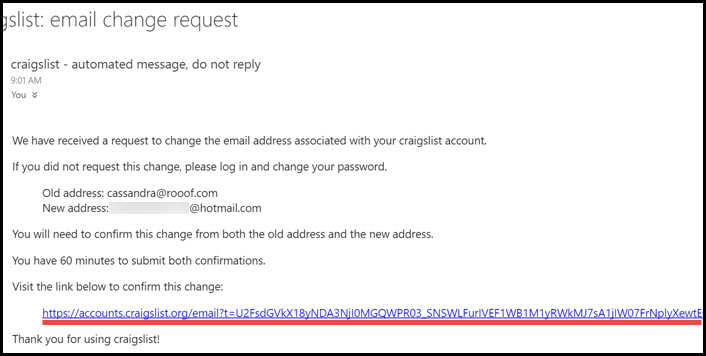 gslist: email change request
craigslist - automated message, do not reply
9:01 AM
You
We have received a request to change the email address associated with your craigslist account.
If you did not request this change, please log in and change your password.
Old address: cassandra@rooof.com
New address: @hotmail.com
You will need to confirm this change from both the old address and the new address.
You have 60 minutes to submit both confirmations.
Visit the link below to confirm this change:
https://accounts.craigslist.org/email?t=U2FsdGVkX18yNDA3NjI0MGQWPR03_SNSWLFurIVEF1WB1M1yRWkMJ7sA1jIW07FrNplyXewtE
Thank you for using craigslist!